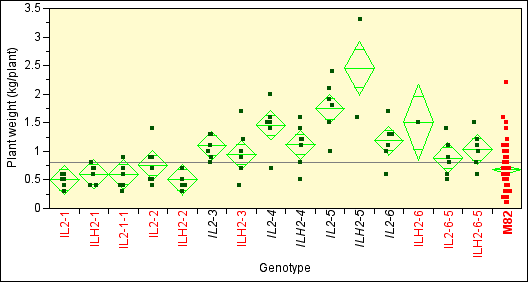 3.5
3
2.5
2
1.5
1
0.5
0
Plant weight (kg/plant)
IL2-1
ILH2-1
IL2-1-1
IL2-2
ILH2-2
IL2-3
ILH2-3
IL2-4
ILH2-4
IL2-5
ILH2-5
IL2-6
ILH2-6
IL2-6-5
ILH2-6-5
M82
Genotype